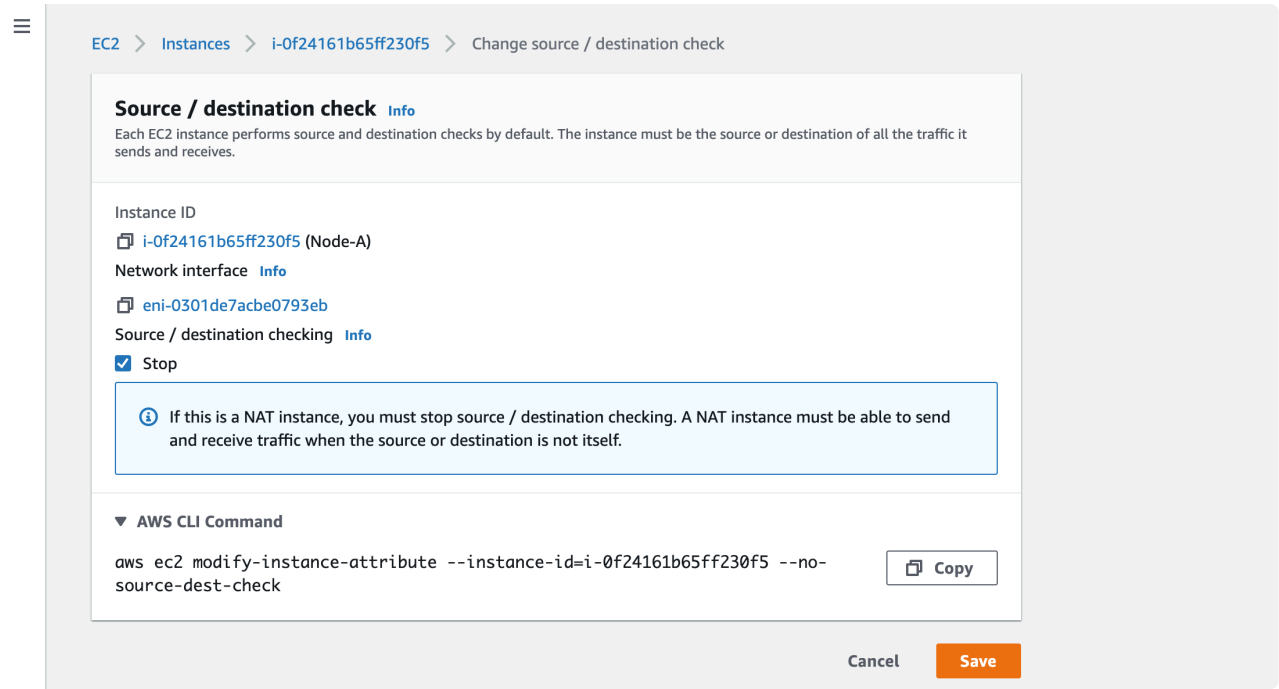 EC2 Instances i-0f24161b65ff230f5 Change source / destination check
Source / destination check Info
Each EC2 instance performs source and destination checks by default. The instance must be the source or destination of all the traffic it
sends and receives.
Instance ID
i-0f24161b65ff230f5 (Node-A)
Network interface Info
eni-0301de7acbe0793eb
Source / destination checking Info
Stop
If this is a NAT instance, you must stop source / destination checking. A NAT instance must be able to send
and receive traffic when the source or destination is not itself.
AWS CLI Command
aws ec2 modify-instance-attribute --instance-id=i-0f24161b65ff230f5 --no-
source-dest-check
Copy
Cancel Save